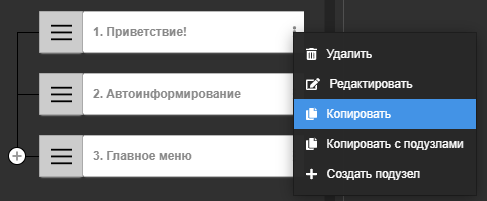 1. Приветствие!
Удалить
Редактировать
2. Автоинформирование
Копировать
Копировать с подузлами
3. Главное меню
Создать подузел